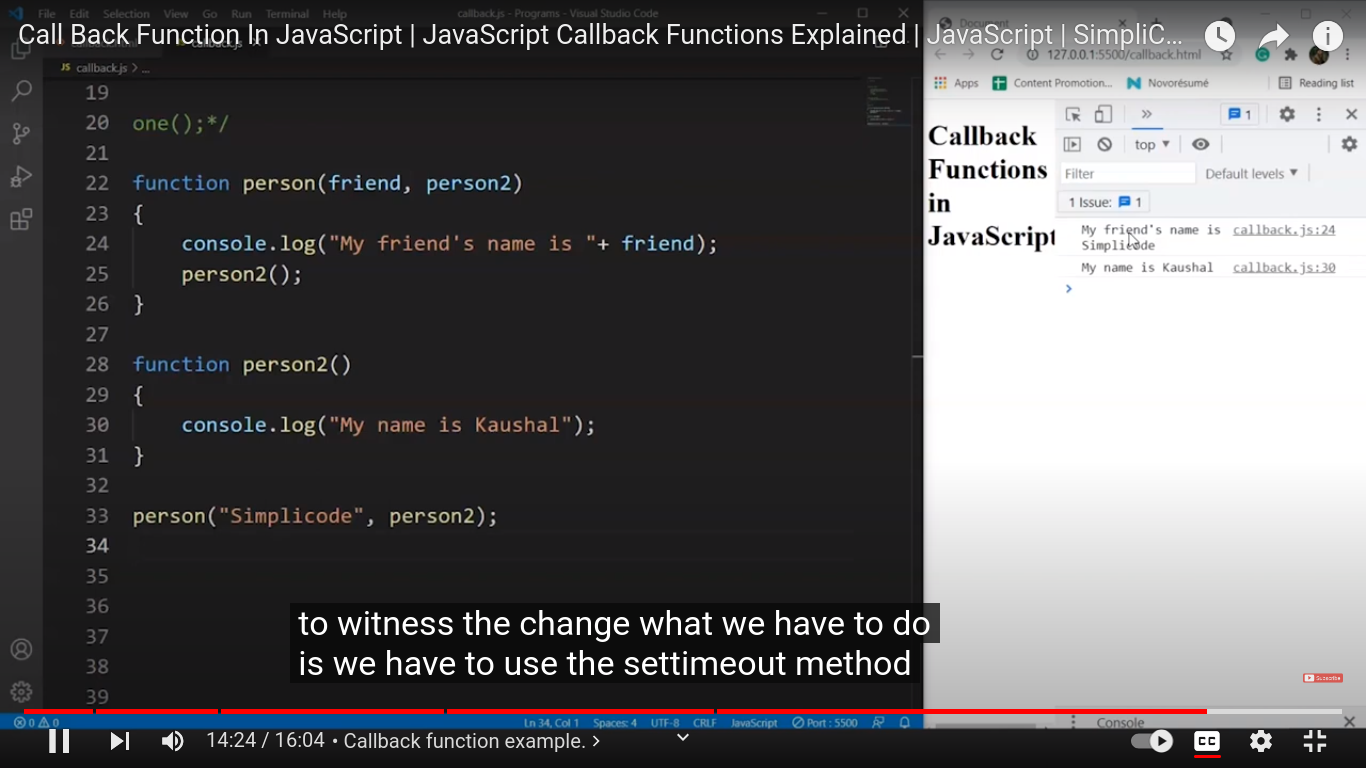 File Edit Selection View Go Run Terminal Help callback.js - Programs - Visual Studio Code
Call Back Function In JavaScript | JavaScript Callback Functions Explained | JavaScript | SimpliC...
Document
JS callback.js > ...
127.0.0.1:5500/callback.html
Apps Content Promotion... Novorésumé Reading list
19
20 one();*/
21
22 function person(friend, person2)
23 {
24 console.log("My friend's name is "+ friend);
25 person2();
26 }
27
28 function person2()
29 {
30 console.log("My name is Kaushal");
31 }
32
33 person("Simplicode", person2);
34
35
36
37
38
39
Callback
Functions
in
JavaScript
1
top
Filter Default levels
1 Issue: 1
My friend's name is callback.js:24
Simplicode
My name is Kaushal callback.js:30
to witness the change what we have to do
is we have to use the settimeout method
Subscribe
0 0 Ln 34, Col 1 Spaces: 4 UTF-8 CRLF JavaScript Port : 5500
Console
14:24 / 16:04 • Callback function example. >
CC